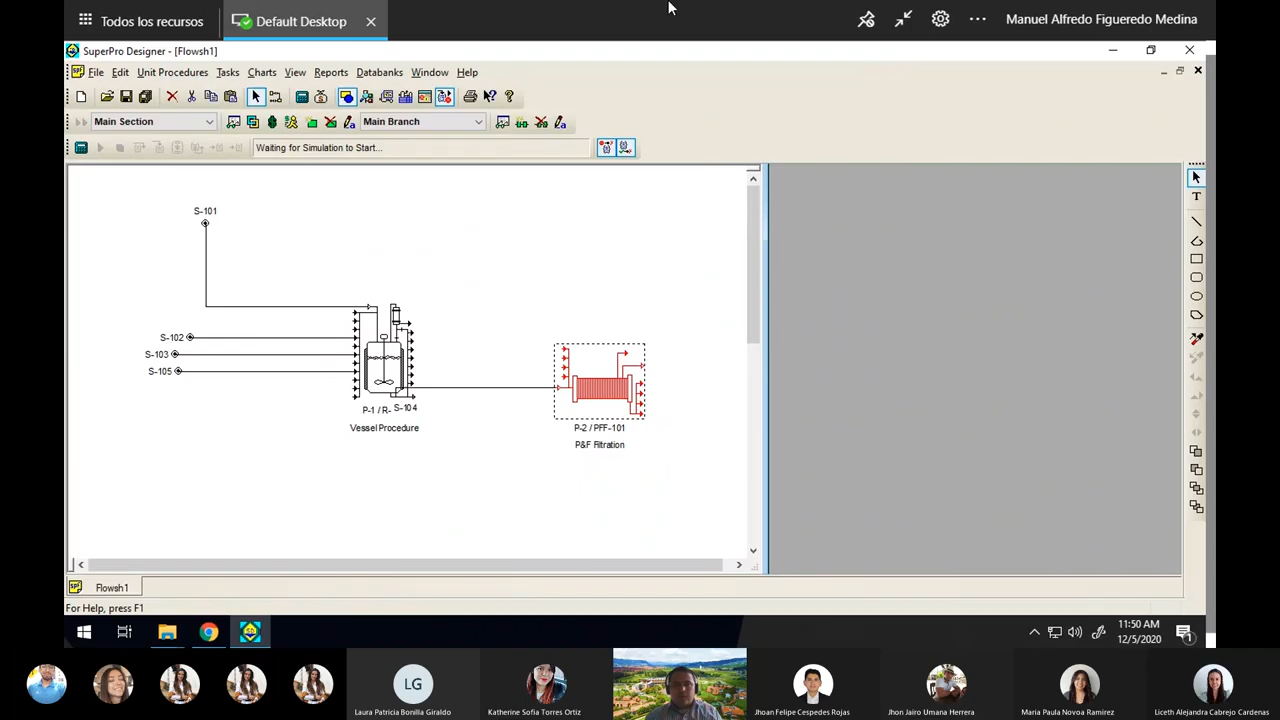 Todos los recursos
Default Desktop
Manuel Alfredo Figueredo Medina
SuperPro Designer - [Flowsh1]
File Edit Unit Procedures Tasks Charts View Reports Databanks Window Help
Main Section
Main Branch
Waiting for Simulation to Start...
S-101
S-102
S-103
S-105
P-1 / R- S-104
Vessel Procedure
P-2 / PFF-101
P&F Filtration
Flowsh1
For Help, press F1
11:50 AM
12/5/2020
1
LG
Laura Patricia Bonilla Giraldo
Katherine Sofia Torres Ortiz
Jhoan Felipe Cespedes Rojas
Jhon Jairo Umana Herrera
Maria Paula Novoa Ramirez
Liceth Alejandra Cabrejo Cardenas